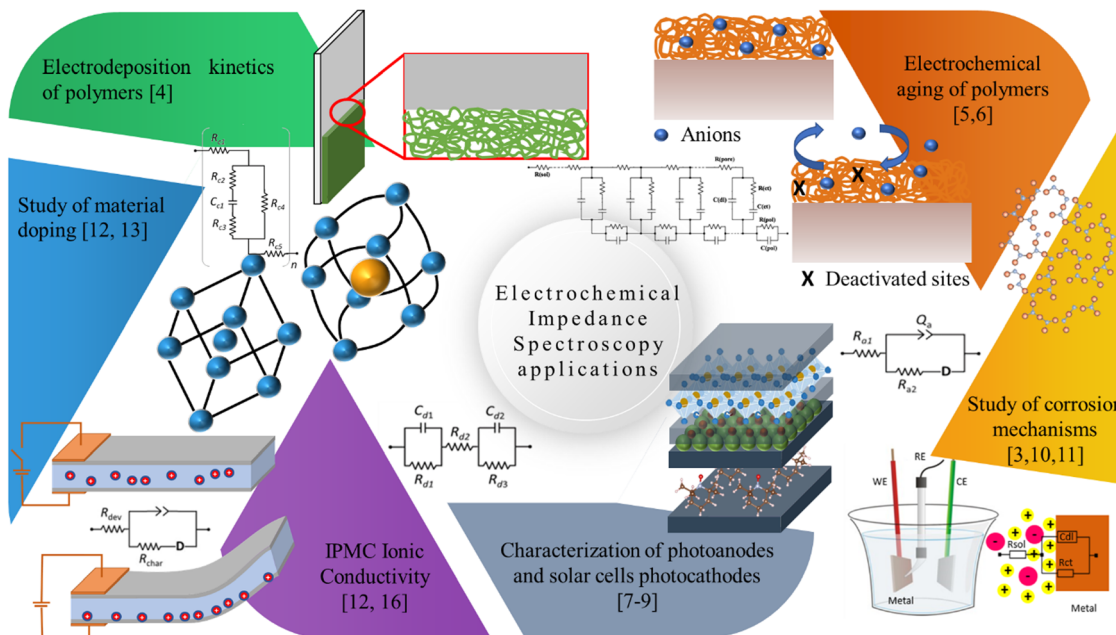 Electrodeposition kinetics
of polymers [4]
Electrochemical
aging of polymers
[5,6]
Anions
X
X
X Deactivated sites
Study of material
doping [12, 13]
R_c1
R_c2
C_c1
R_c3
R_c4
R_c5
n
R(sol)
R(pore)
R(ct)
C(dl)
C(ct)
R(pol)
C(pol)
Electrochemical
Impedance
Spectroscopy
applications
Q_a
R_a1
R_a2
D
Study of corrosion
mechanisms
[3,10,11]
C_d1
C_d2
R_d2
R_d1
R_d3
R_dev
D
R_char
IPMC Ionic
Conductivity
[12, 16]
Characterization of photoanodes
and solar cells photocathodes
[7-9]
RE
WE
CE
Metal
Rsol
Cdl
Rct
Metal